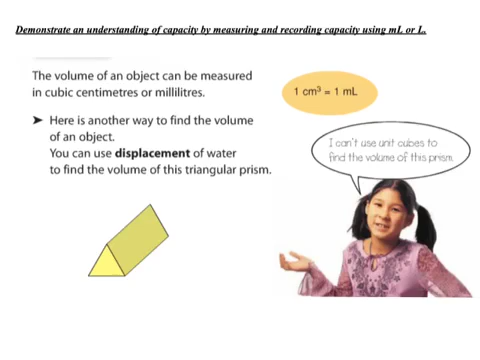 Demonstrate an understanding of capacity by measuring and recording capacity using mL or L.
The volume of an object can be measured
in cubic centimetres or millilitres.
1 cm³ = 1 mL
➤ Here is another way to find the volume
of an object.
You can use displacement of water
to find the volume of this triangular prism.
I can't use unit cubes to
find the volume of this prism.